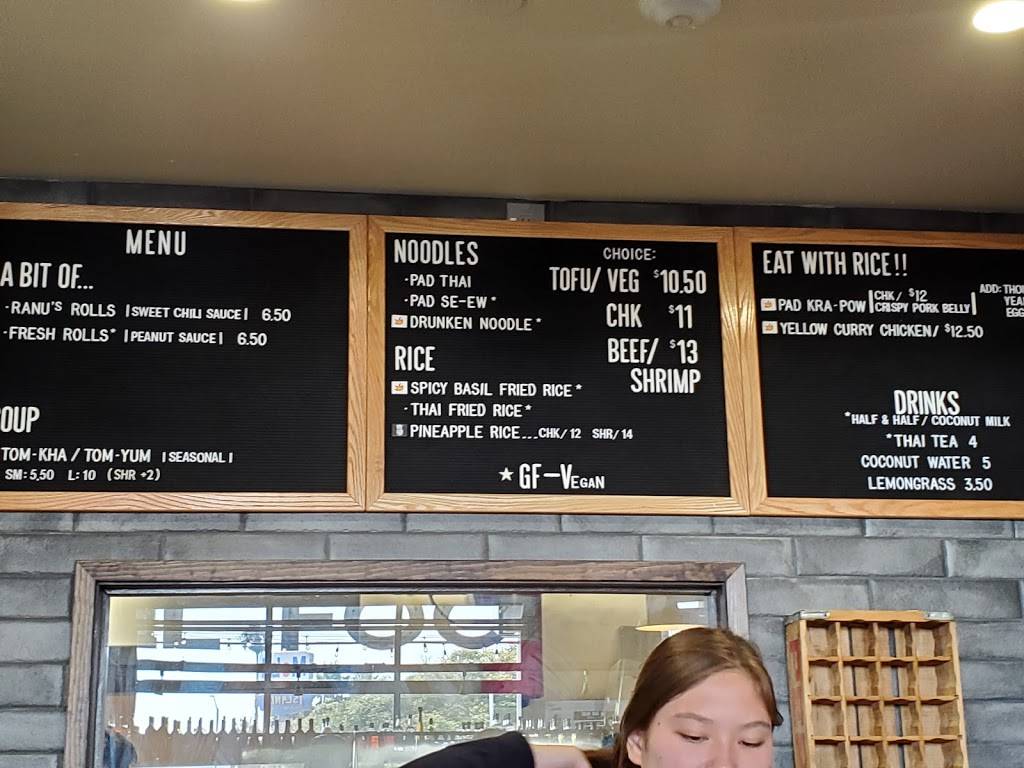 MENU
A BIT OF...
·RANU'S ROLLS |SWEET CHILI SAUCE| 6.50
·FRESH ROLLS* |PEANUT SAUCE| 6.50
OUP
TOM-KHA / TOM-YUM |SEASONAL|
SM:5.50 L:10 (SHR +2)
NOODLES
·PAD THAI
·PAD SE-EW*
DRUNKEN NOODLE*
CHOICE:
TOFU/ VEG $10.50
CHK $11
BEEF/ $13
SHRIMP
RICE
SPICY BASIL FRIED RICE*
·THAI FRIED RICE*
PINEAPPLE RICE...CHK/12 SHR/14
★ GF-VEGAN
EAT WITH RICE!!
PAD KRA-POW |CHK/ $12
CRISPY PORK BELLY|
ADD: THO
EGG
YELLOW CURRY CHICKEN/ $12.50
DRINKS
*HALF & HALF / COCONUT MILK
*THAI TEA 4
COCONUT WATER 5
LEMONGRASS 3.50